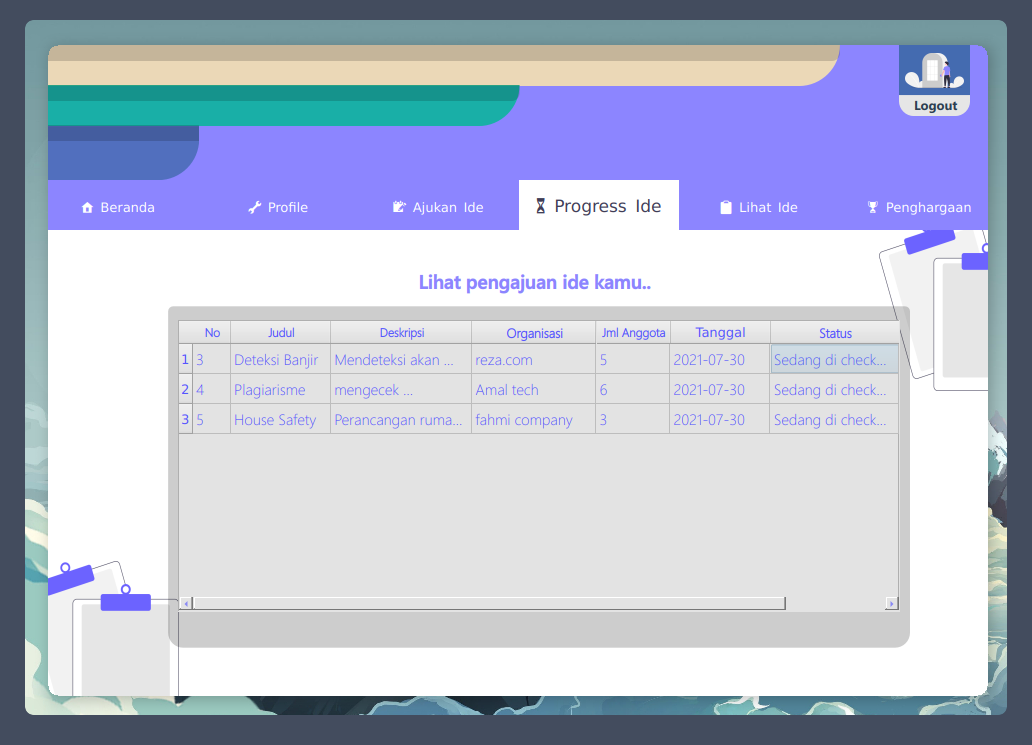 Logout
Beranda Profile Ajukan Ide Progress Ide Lihat Ide Penghargaan
Lihat pengajuan ide kamu..
No Judul Deskripsi Organisasi Jml Anggota Tanggal Status
1 3 Deteksi Banjir Mendeteksi akan ... reza.com 5 2021-07-30 Sedang di check...
2 4 Plagiarisme mengecek ... Amal tech 6 2021-07-30 Sedang di check...
3 5 House Safety Perancangan ruma... fahmi company 3 2021-07-30 Sedang di check...